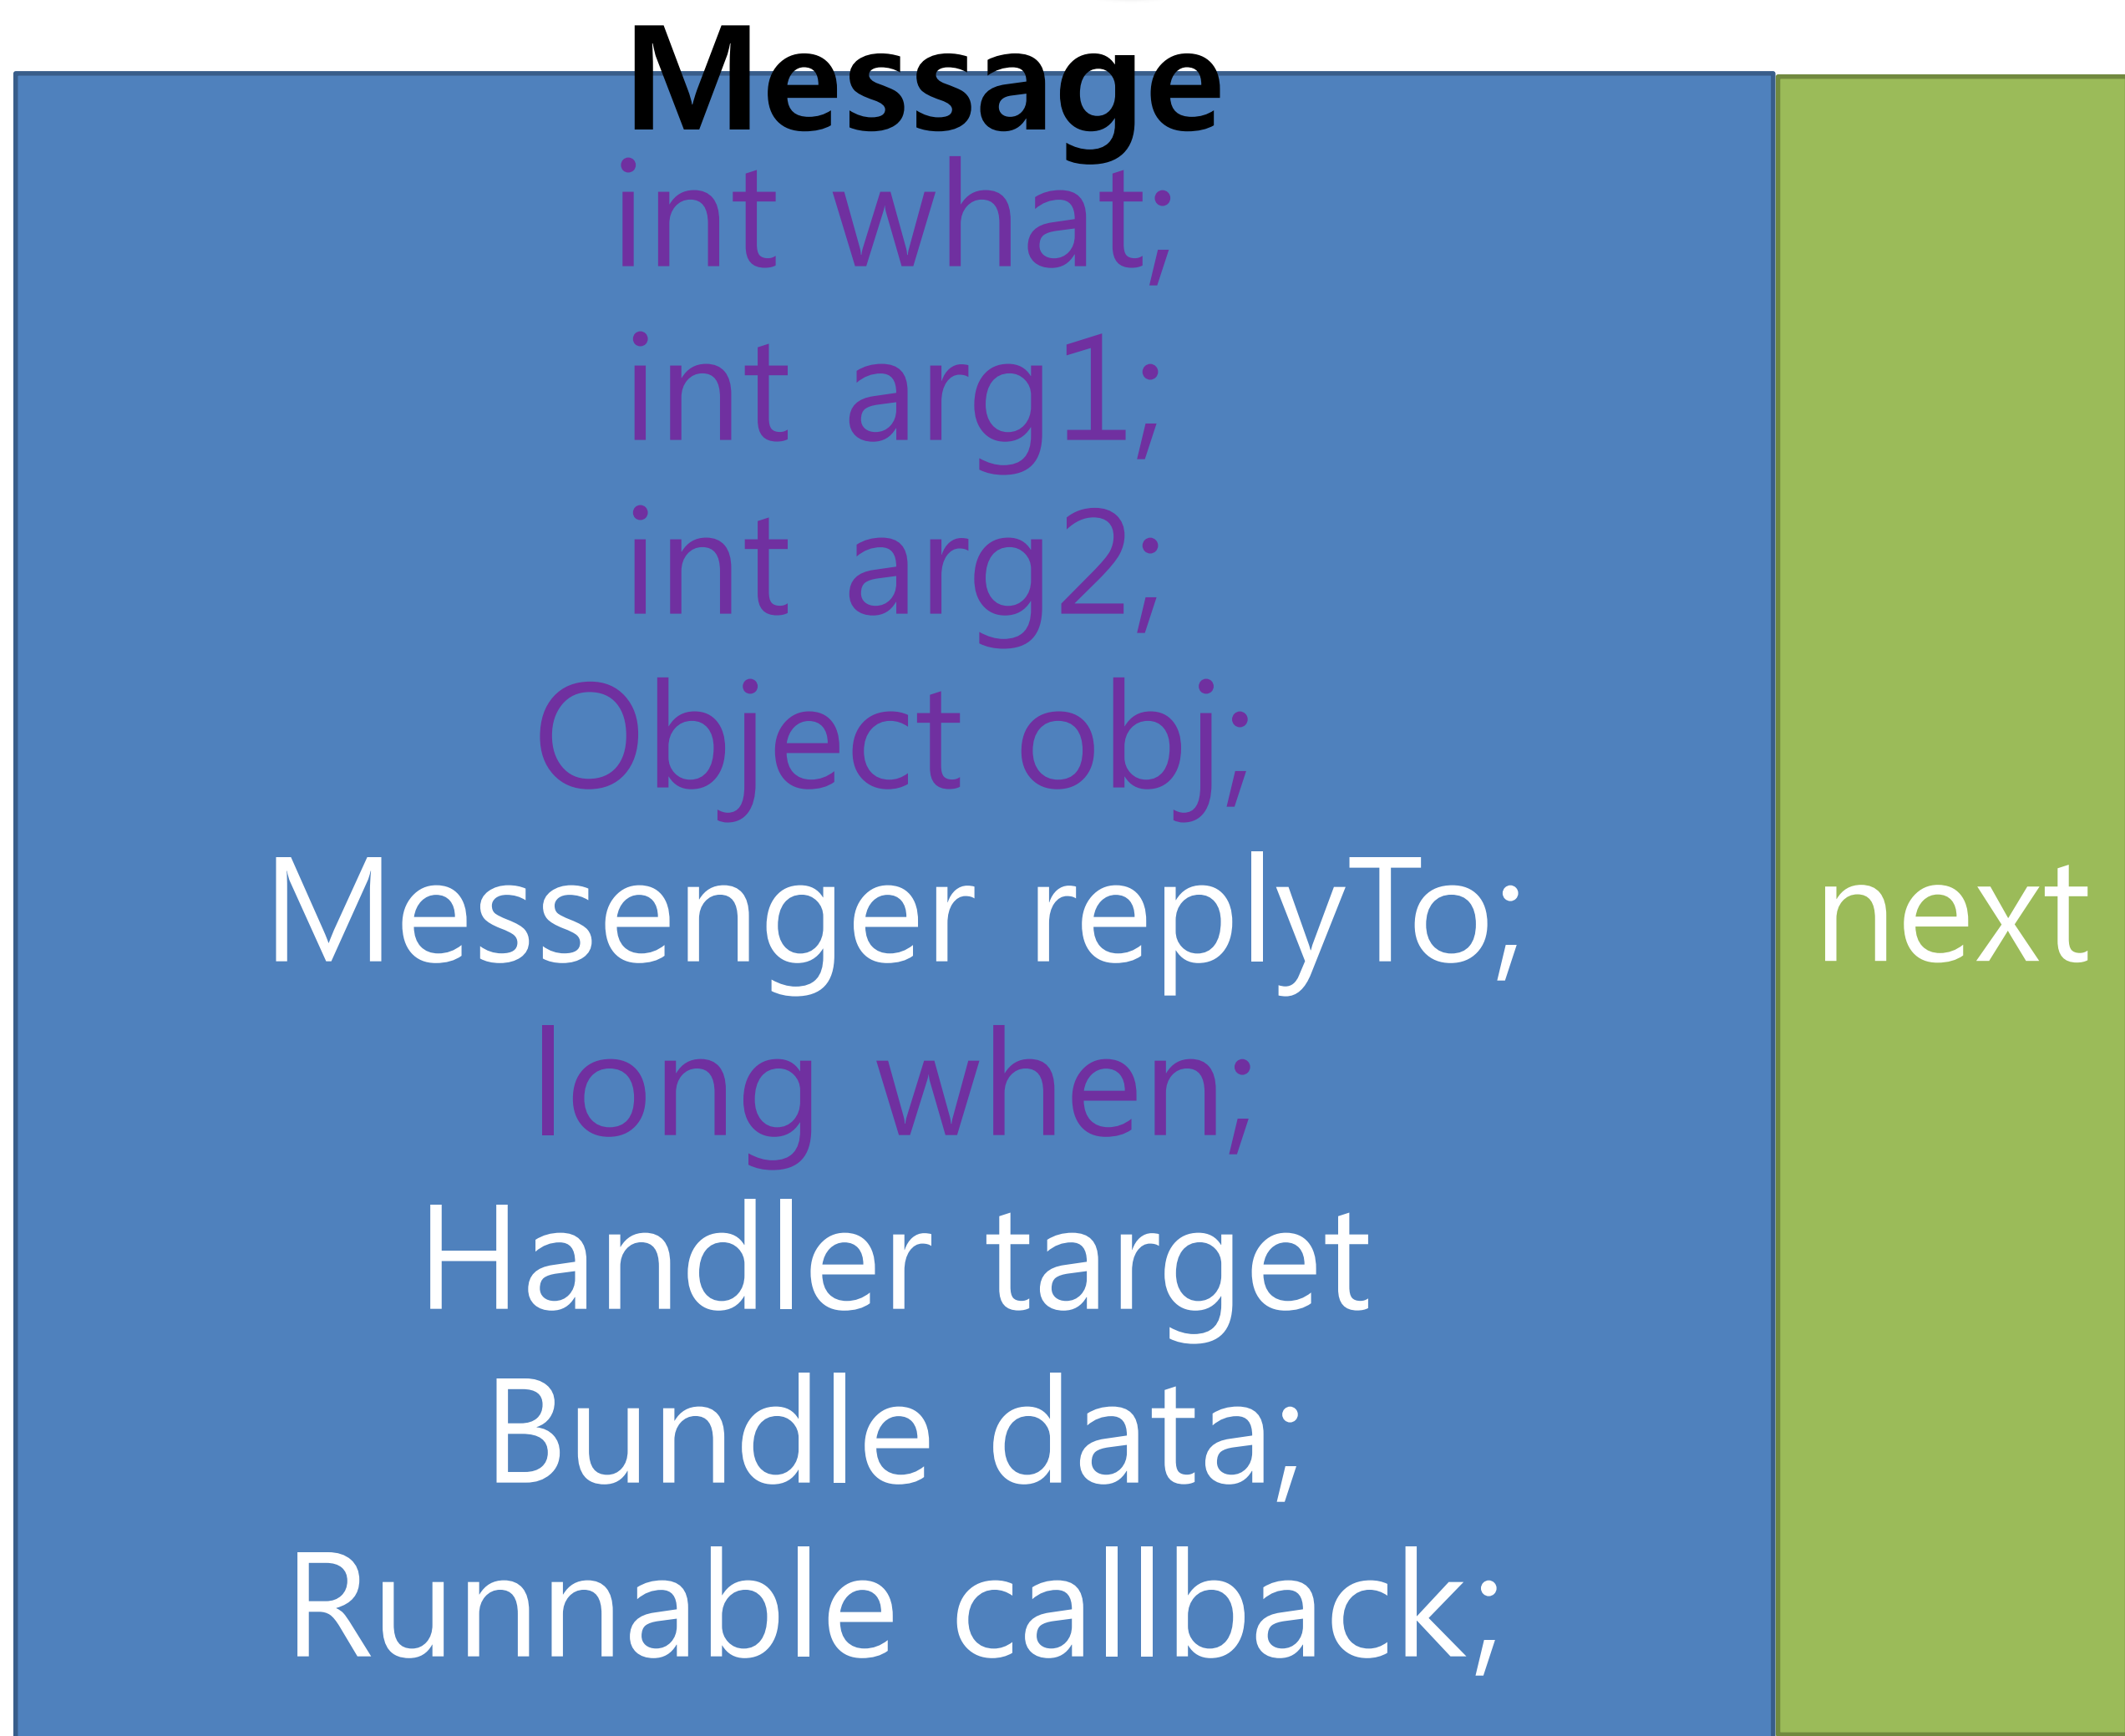 Message
int what;
int arg1;
int arg2;
Object obj;
Messenger replyTo;
long when;
Handler target
Bundle data;
Runnable callback;
next